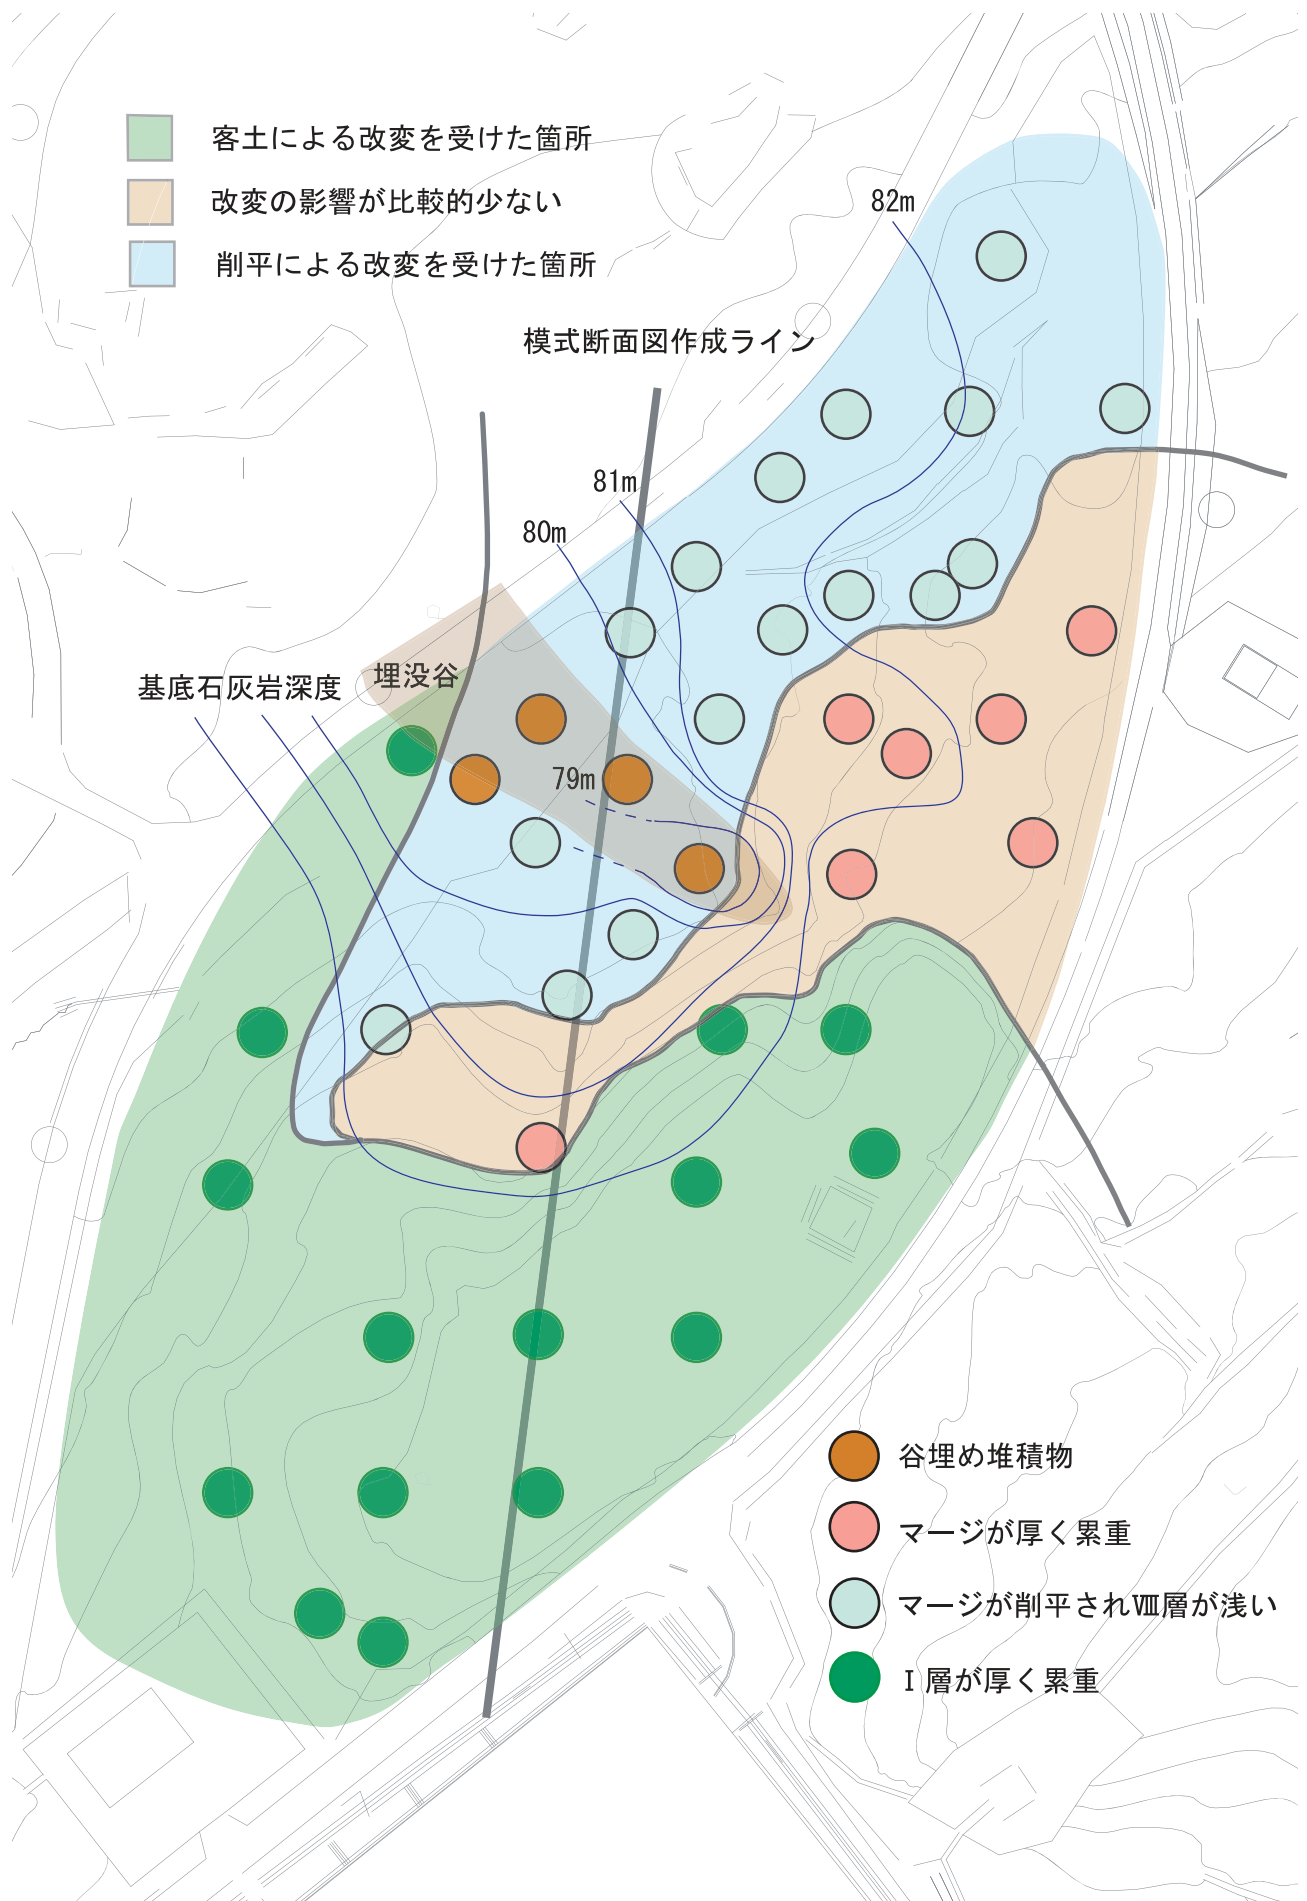 客土による改変を受けた箇所
改変の影響が比較的少ない
削平による改変を受けた箇所
82m
模式断面図作成ライン
81m
80m
埋没谷
基底石灰岩深度
79m
谷埋め堆積物
マージが厚く累重
マージが削平されⅧ層が浅い
Ⅰ層が厚く累重